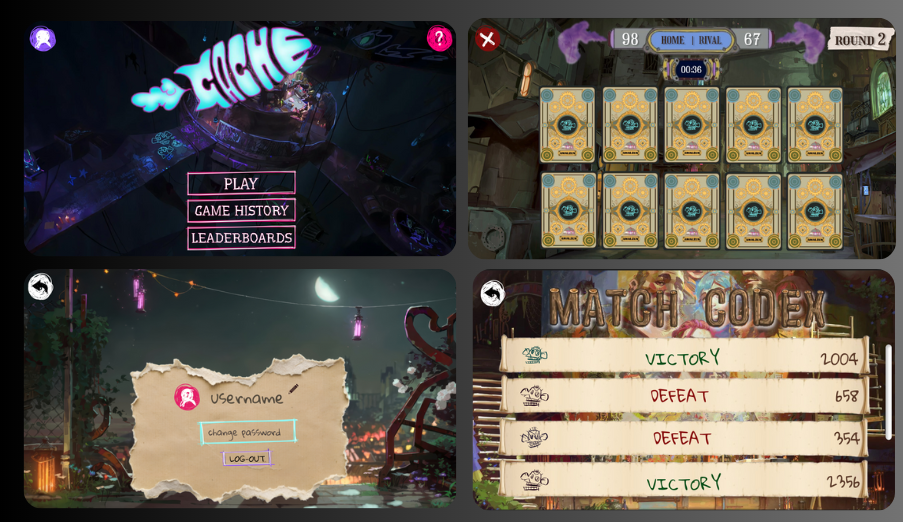 CACHE
?
PLAY
GAME HISTORY
LEADERBOARDS
98 HOME | RIVAL 67
ROUND 2
00:36
username
change password
LOG-OUT
MATCH CODEX
VICTORY 2004
DEFEAT 658
DEFEAT 354
VICTORY 2356